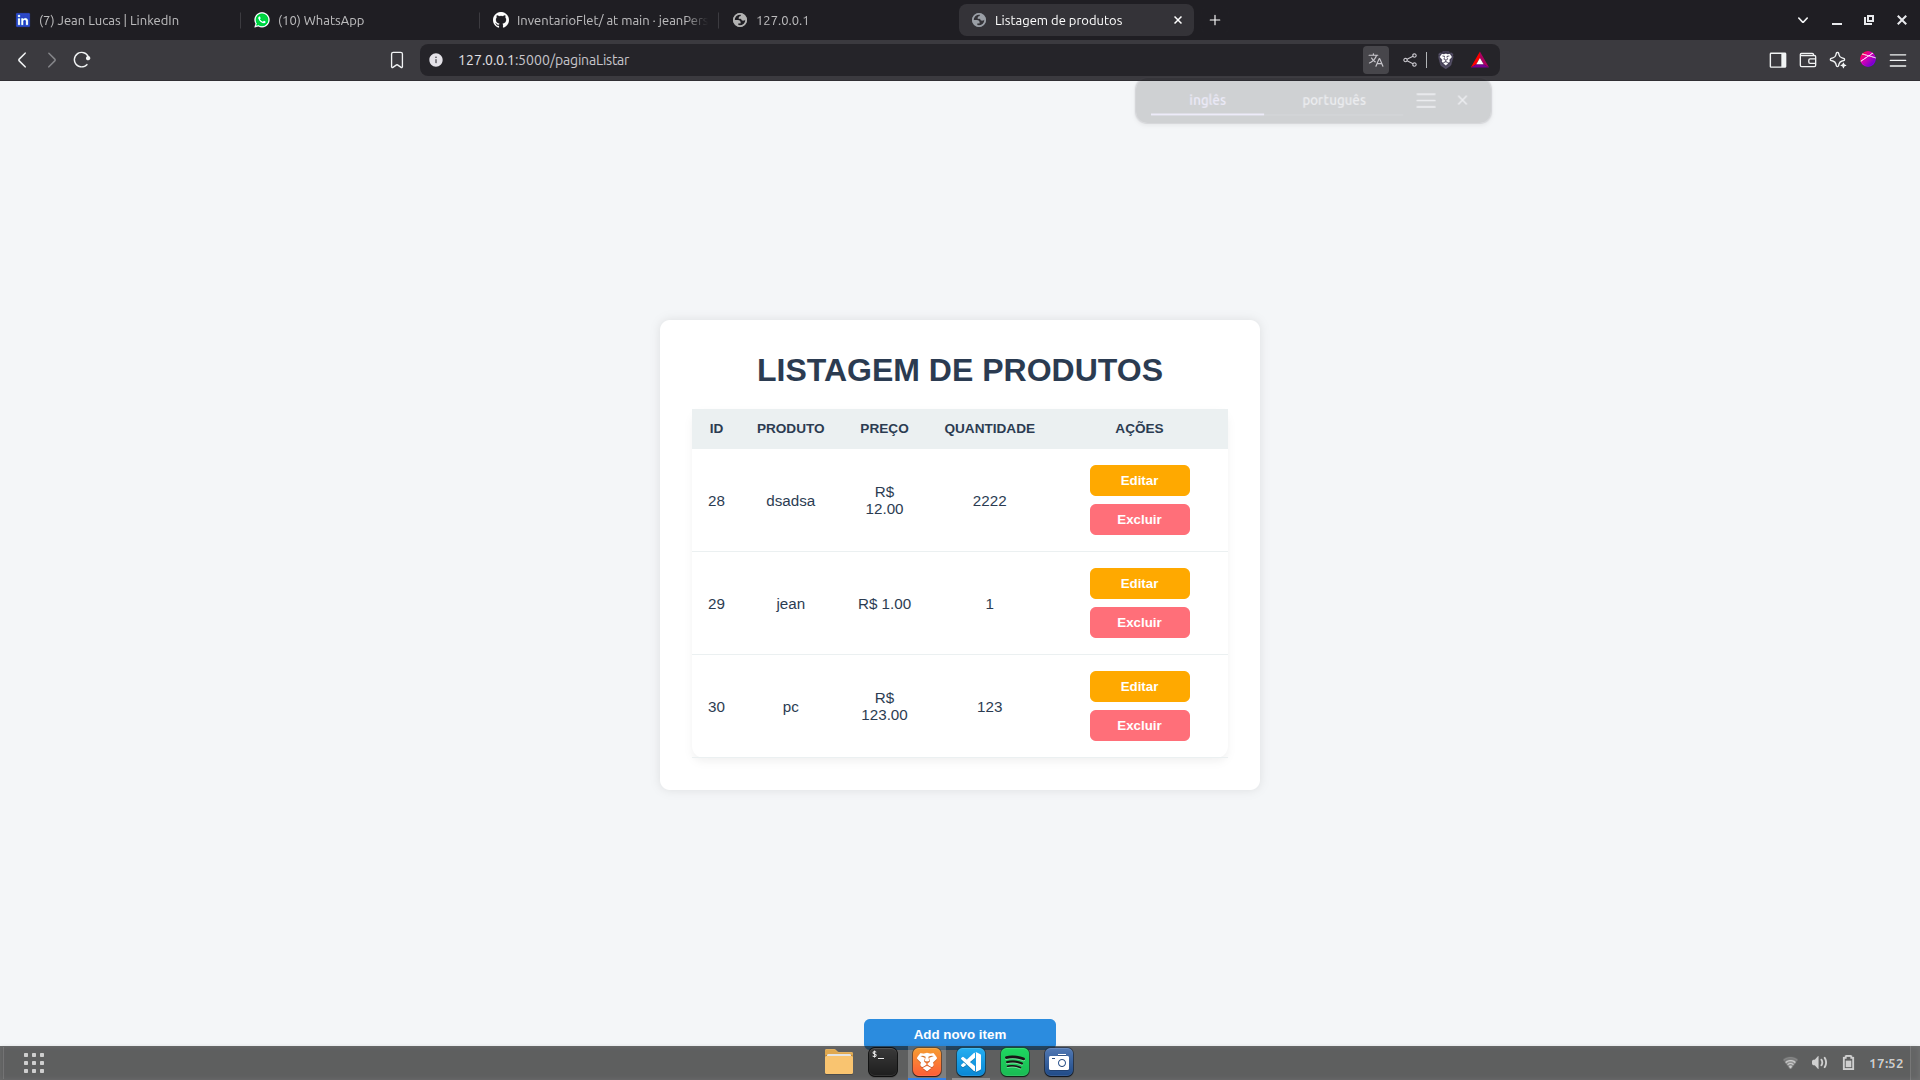 (7) Jean Lucas | LinkedIn
(10) WhatsApp
InventarioFlet/ at main · jeanPers
127.0.0.1
Listagem de produtos
127.0.0.1:5000/paginaListar
inglês português
LISTAGEM DE PRODUTOS
ID PRODUTO PREÇO QUANTIDADE AÇÕES
28 dsadsa R$ 12.00 2222
Editar
Excluir
29 jean R$ 1.00 1
Editar
Excluir
30 pc R$ 123.00 123
Editar
Excluir
Add novo item
17:52